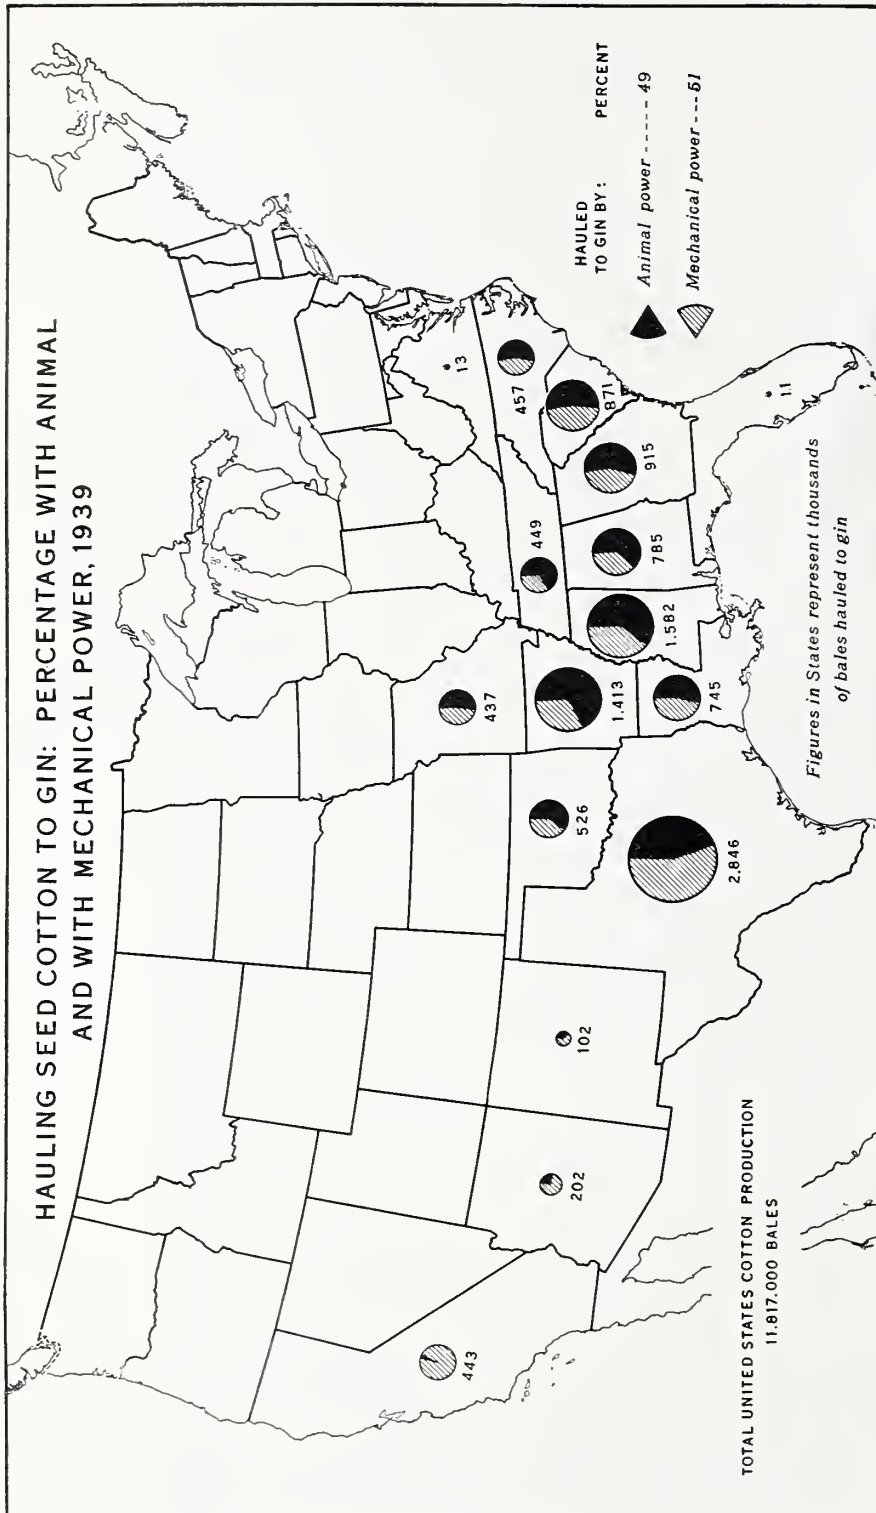 HAULING SEED COTTON TO GIN: PERCENTAGE WITH ANIMAL
AND WITH MECHANICAL POWER, 1939
443
202
102
2,846
526
437
1,413
745
1,582
785
449
915
871
457
13
11
HAULED
TO GIN BY: PERCENT
Animal power ----- 49
Mechanical power --- 51
Figures in States represent thousands
of bales hauled to gin
TOTAL UNITED STATES COTTON PRODUCTION
11,817,000 BALES